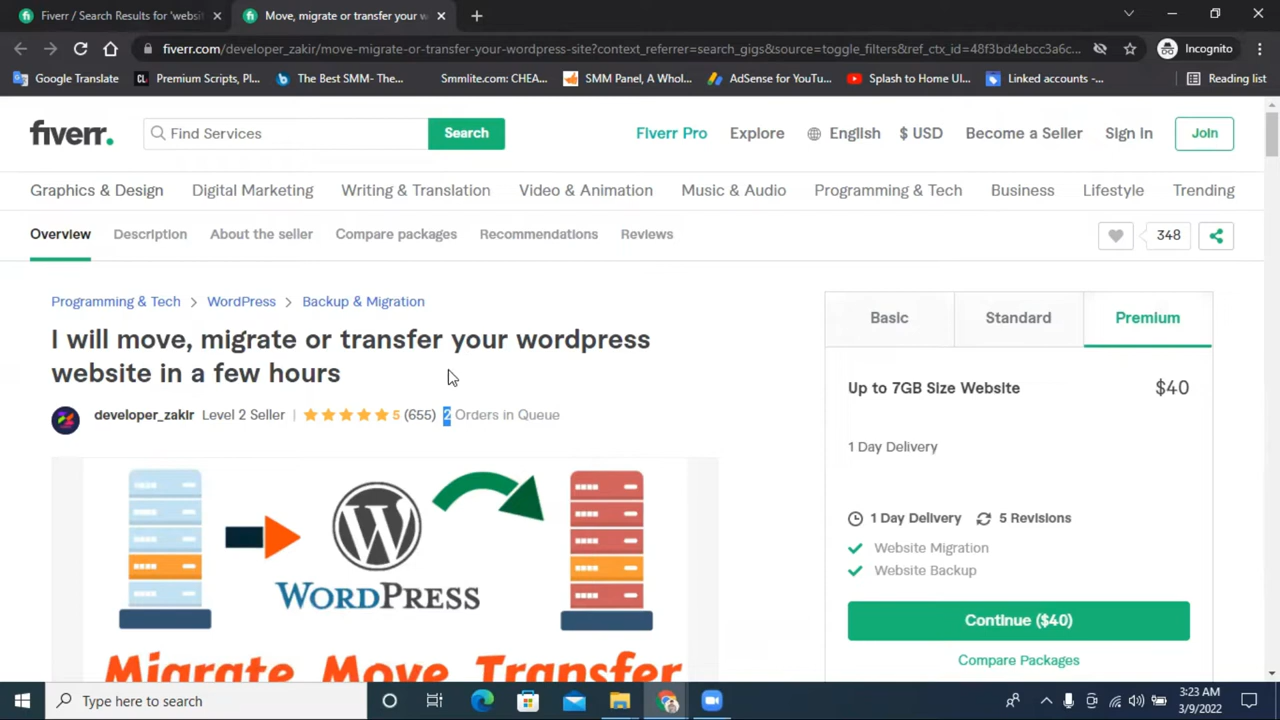 Fiverr / Search Results for 'websi
Move, migrate or transfer your w
fiverr.com/developer_zakir/move-migrate-or-transfer-your-wordpress-site?context_referrer=search_gigs&source=toggle_filters&ref_ctx_id=48f3bd4ebcc3a6c...
Incognito
Google Translate
Premium Scripts, Pl...
The Best SMM- The...
Smmlite.com: CHEA...
SMM Panel, A Whol...
AdSense for YouTu...
Splash to Home UI...
Linked accounts -...
Reading list
fiverr.
Find Services
Search
Fiverr Pro
Explore
English
$ USD
Become a Seller
Sign In
Join
Graphics & Design
Digital Marketing
Writing & Translation
Video & Animation
Music & Audio
Programming & Tech
Business
Lifestyle
Trending
Overview
Description
About the seller
Compare packages
Recommendations
Reviews
348
Programming & Tech > WordPress > Backup & Migration
I will move, migrate or transfer your wordpress
website in a few hours
developer_zakir Level 2 Seller | 5 (655) 2 Orders in Queue
WORDPRESS
Migrate Move Transfer
Basic
Standard
Premium
Up to 7GB Size Website $40
1 Day Delivery
1 Day Delivery 5 Revisions
Website Migration
Website Backup
Continue ($40)
Compare Packages
Type here to search
3:23 AM
3/9/2022